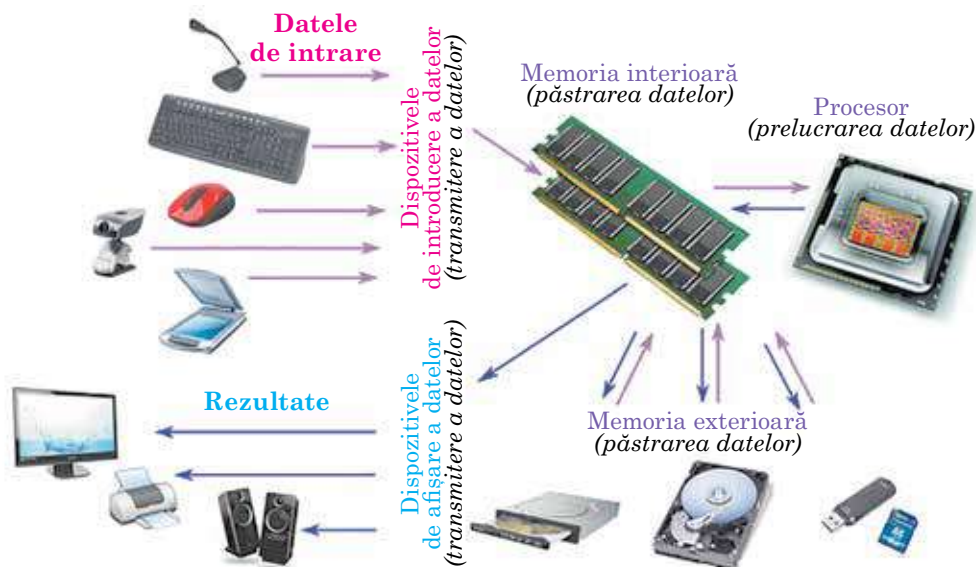 Datele
de intrare
Dispozitivele
de introducere a datelor
(transmitere a datelor)
Memoria interioară
(păstrarea datelor)
Procesor
(prelucrarea datelor)
Rezultate
Dispozitivele
de afișare a datelor
(transmitere a datelor)
Memoria exterioară
(păstrarea datelor)